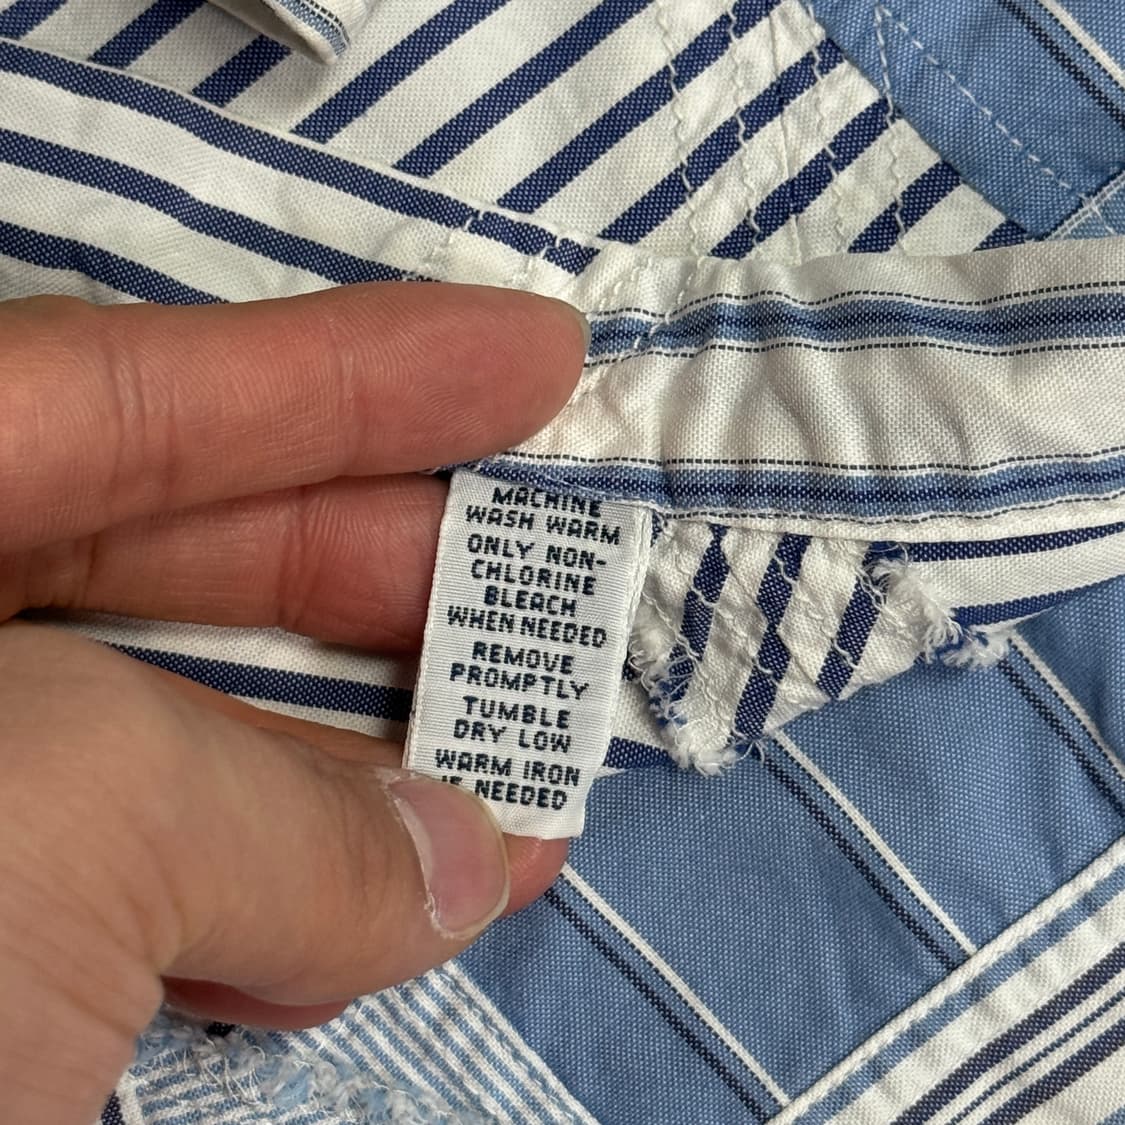 MACHINE
WASH WARM
ONLY NON-
CHLORINE
BLEACH
WHEN NEEDED
REMOVE
PROMPTLY
TUMBLE
DRY LOW
WARM IRON
IF NEEDED